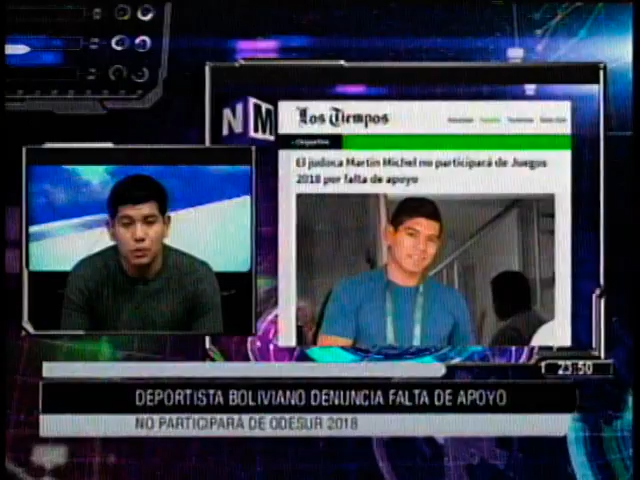 NM
Los Tiempos
El judoca Martín Michel no participará de Juegos
2018 por falta de apoyo
23:50
DEPORTISTA BOLIVIANO DENUNCIA FALTA DE APOYO
NO PARTICIPARÁ DE ODESUR 2018